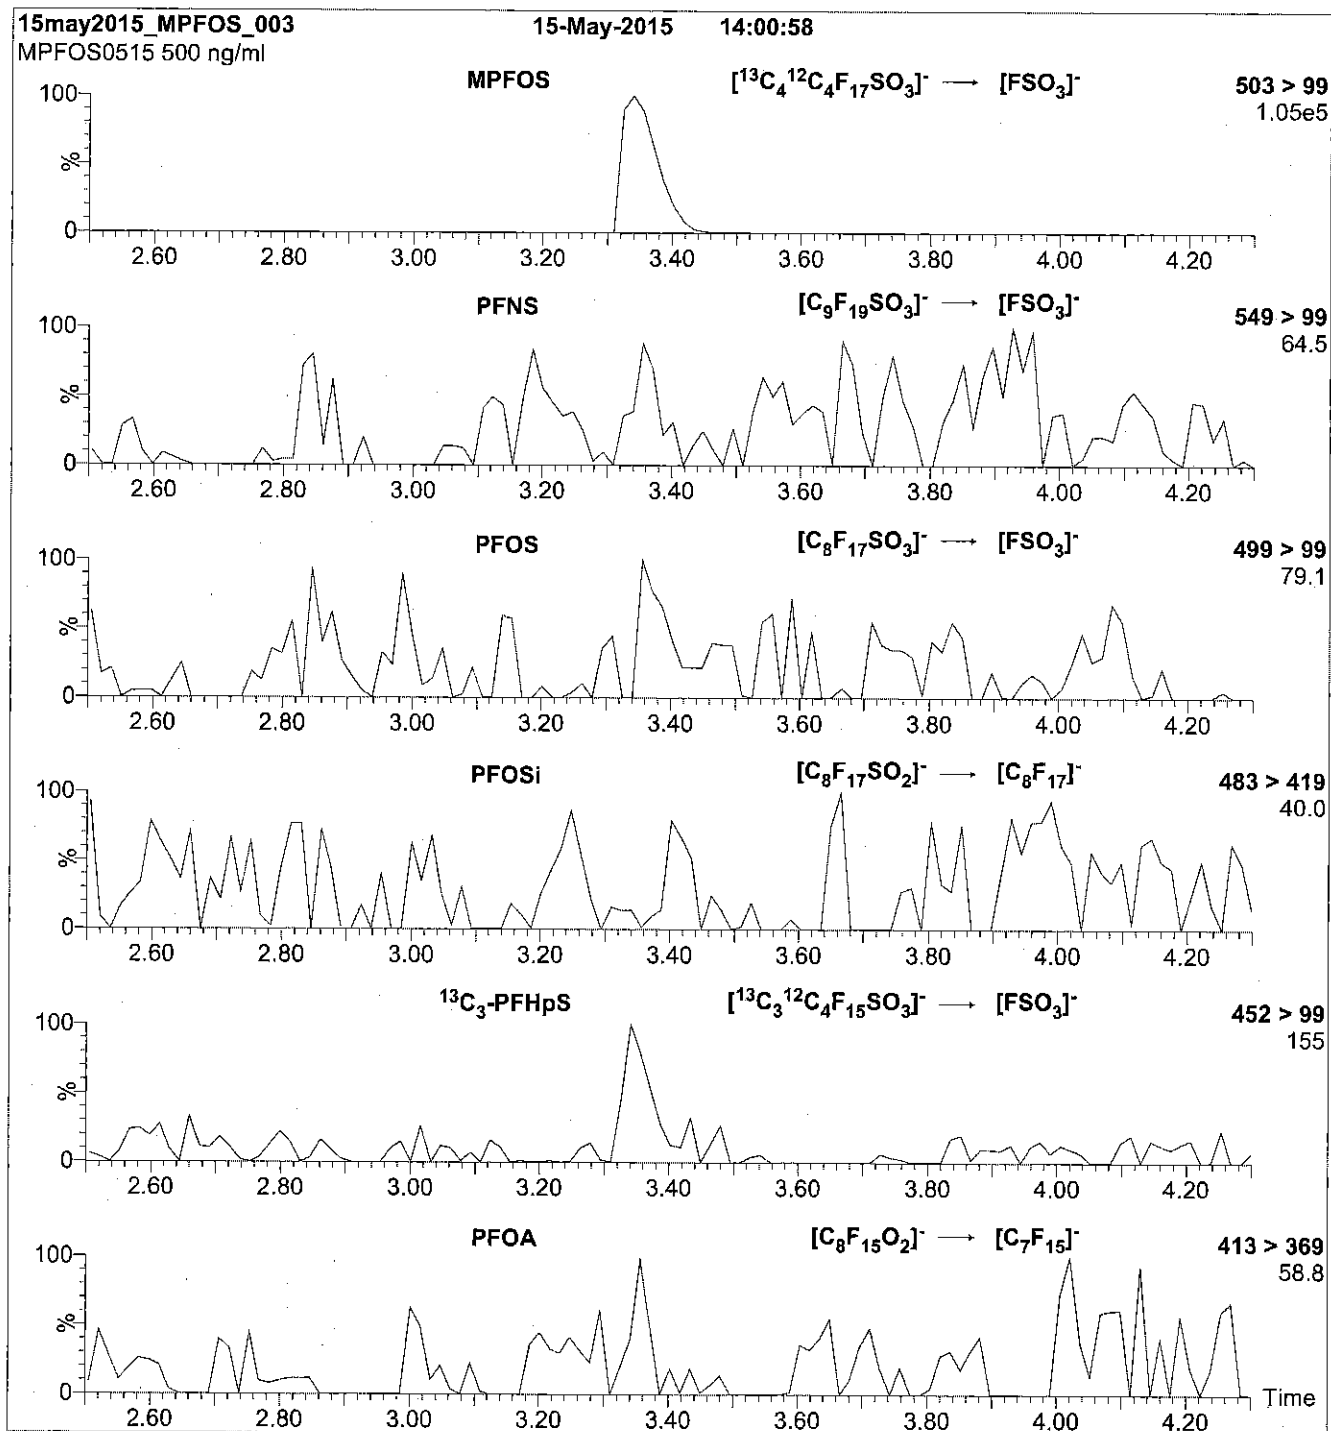 15may2015_MPFOS_003 15-May-2015 14:00:58
MPFOS0515 500 ng/ml
MPFOS [¹³C₄¹²C₄F₁₇SO₃]⁻ → [FSO₃]⁻ 503 > 99
1.05e5
100
%
0
2.60 2.80 3.00 3.20 3.40 3.60 3.80 4.00 4.20
PFNS [C₉F₁₉SO₃]⁻ → [FSO₃]⁻ 549 > 99
64.5
100
%
0
2.60 2.80 3.00 3.20 3.40 3.60 3.80 4.00 4.20
PFOS [C₈F₁₇SO₃]⁻ → [FSO₃]⁻ 499 > 99
79.1
100
%
0
2.60 2.80 3.00 3.20 3.40 3.60 3.80 4.00 4.20
PFOSi [C₈F₁₇SO₂]⁻ → [C₈F₁₇]⁻ 483 > 419
40.0
100
%
0
2.60 2.80 3.00 3.20 3.40 3.60 3.80 4.00 4.20
¹³C₃-PFHpS [¹³C₃¹²C₄F₁₅SO₃]⁻ → [FSO₃]⁻ 452 > 99
155
100
%
0
2.60 2.80 3.00 3.20 3.40 3.60 3.80 4.00 4.20
PFOA [C₈F₁₅O₂]⁻ → [C₇F₁₅]⁻ 413 > 369
58.8
100
%
0
Time
2.60 2.80 3.00 3.20 3.40 3.60 3.80 4.00 4.20